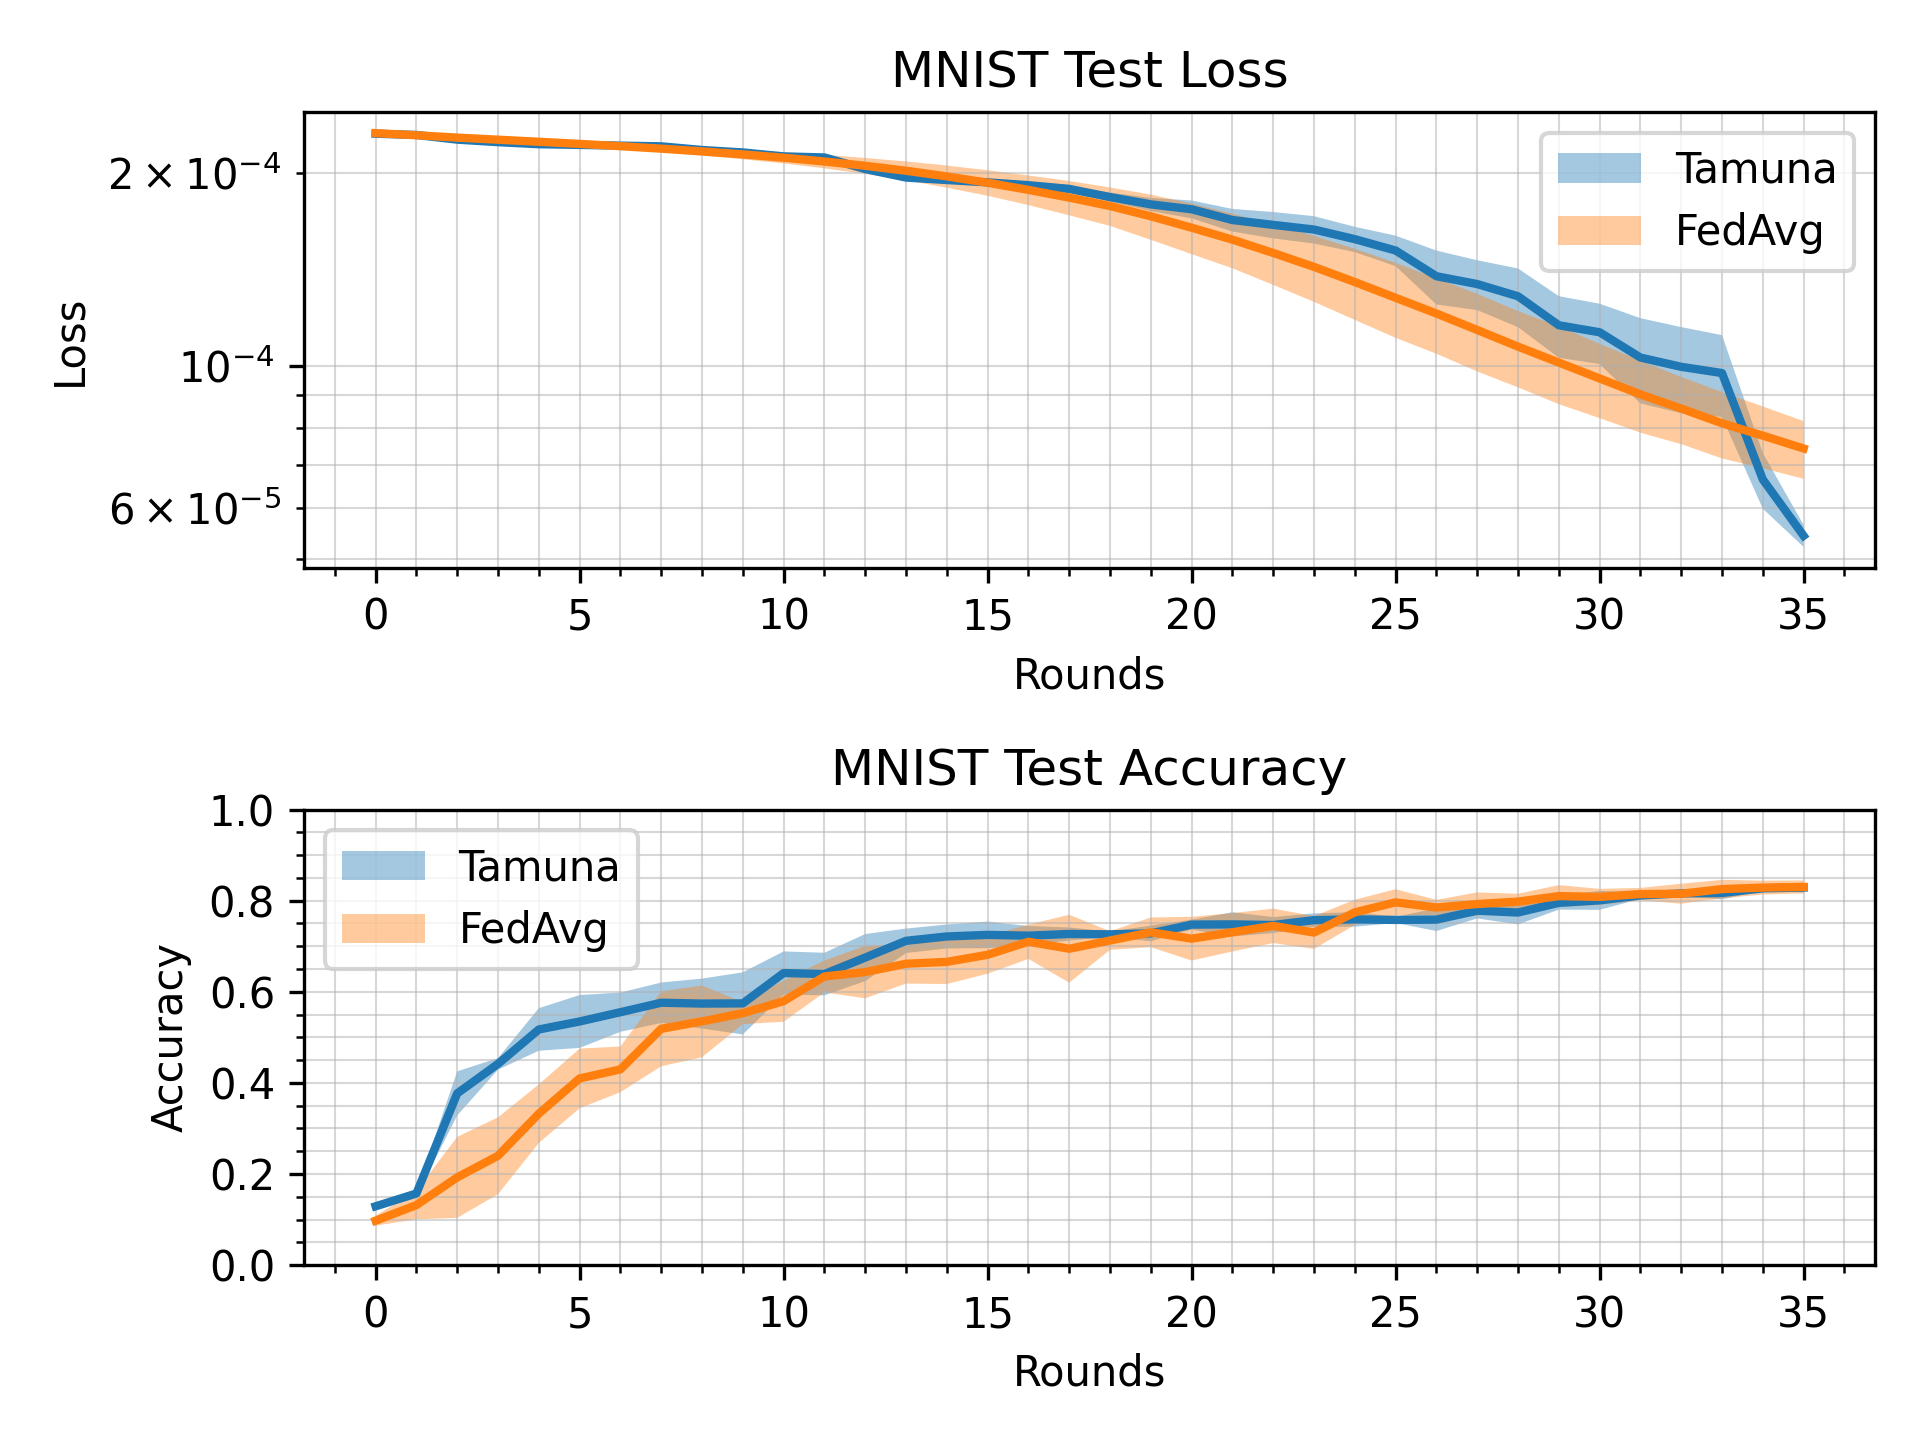 MNIST Test Loss
2 × 10⁻⁴
10⁻⁴
6 × 10⁻⁵
Loss
Tamuna
FedAvg
0 5 10 15 20 25 30 35
Rounds
MNIST Test Accuracy
1.0
0.8
0.6
0.4
0.2
0.0
Accuracy
Tamuna
FedAvg
0 5 10 15 20 25 30 35
Rounds